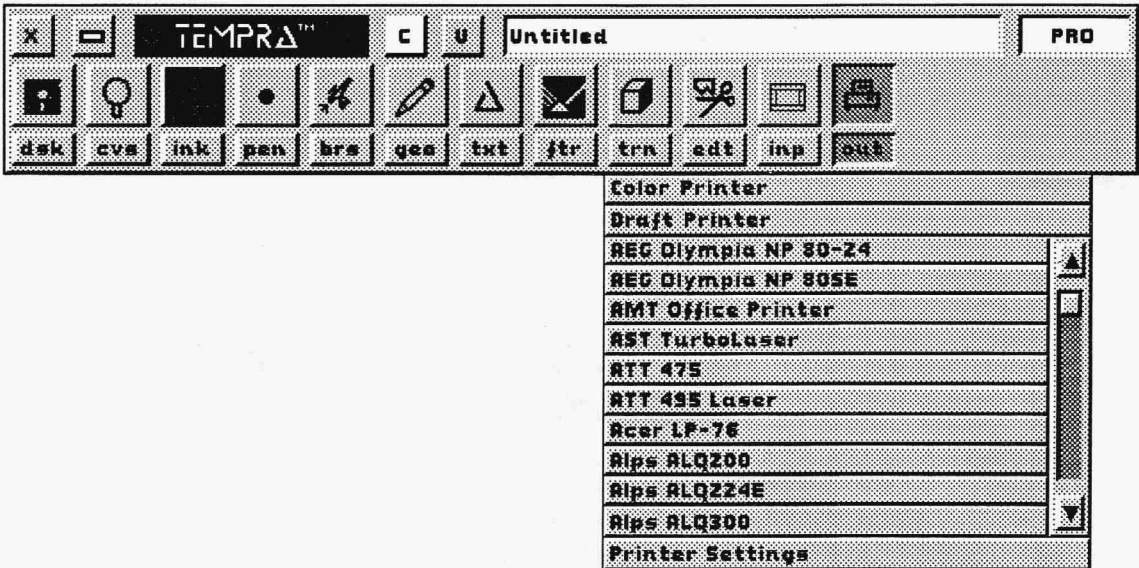 X TEMPRA™ C U Untitled PRO
dsk cvs ink pen brs geo txt ftr trn edt inp out
Color Printer
Draft Printer
AEG Olympia NP 80-24
AEG Olympia NP 80SE
AMT Office Printer
AST TurboLaser
ATT 475
ATT 495 Laser
Acer LP-76
Alps ALQ200
Alps ALQ224E
Alps ALQ300
Printer Settings